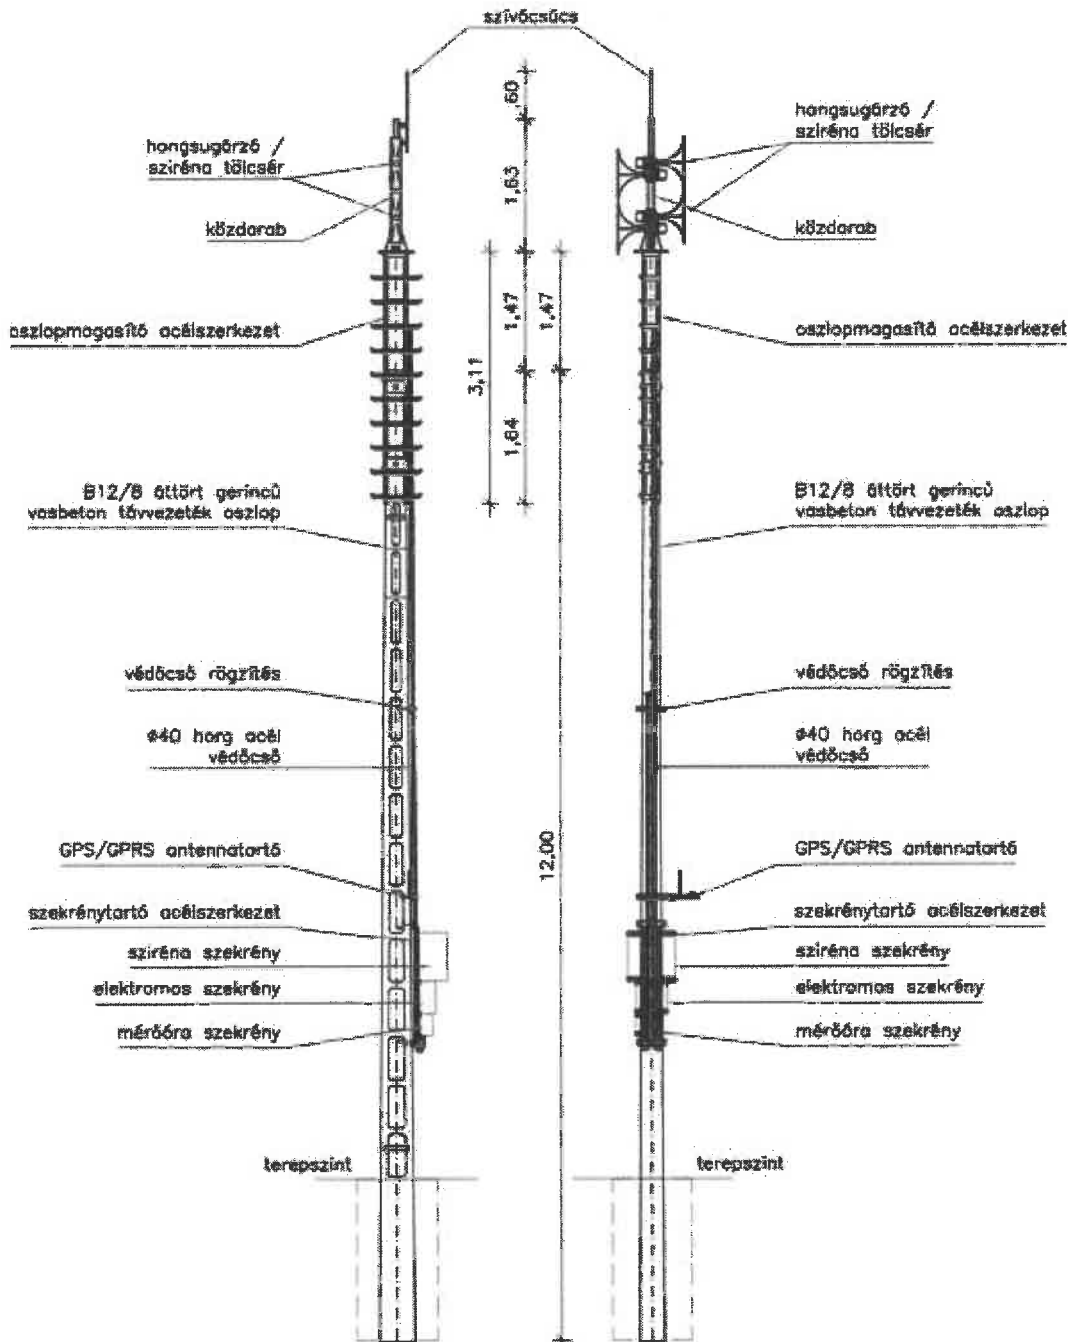 szívócsúcs
hangsugárzó /
sziréna tölcsér
közdarab
oszlopmagasító acélszerkezet
B12/8 áttört gerincű
vasbeton távvezeték oszlop
védőcső rögzítés
ø40 horg acél
védőcső
GPS/GPRS antennatartó
szekrénytartó acélszerkezet
sziréna szekrény
elektromos szekrény
mérőóra szekrény
terepszint
,60
1,63
1,47
1,47
3,11
1,64
12,00
hangsugárzó /
sziréna tölcsér
közdarab
oszlopmagasító acélszerkezet
B12/8 áttört gerincű
vasbeton távvezeték oszlop
védőcső rögzítés
ø40 horg acél
védőcső
GPS/GPRS antennatartó
szekrénytartó acélszerkezet
sziréna szekrény
elektromos szekrény
mérőóra szekrény
terepszint